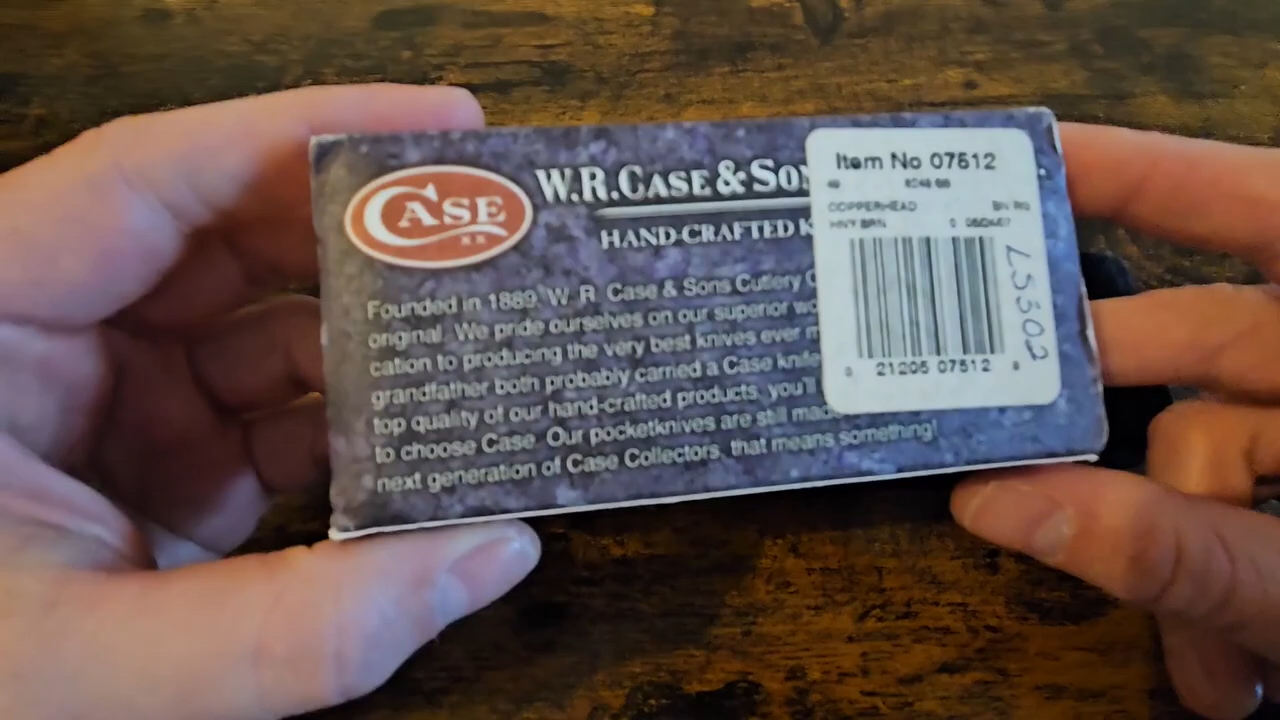 CASE
XX
W.R. CASE & SON
HAND-CRAFTED K
Founded in 1889, W. R. Case & Sons Cutlery C
original. We pride ourselves on our superior wo
cation to producing the very best knives ever m
grandfather both probably carried a Case knife
top quality of our hand-crafted products, you'll
to choose Case. Our pocketknives are still made
next generation of Case Collectors, that means something!
Item No 07512
COPPERHEAD
HNY BRN
L5502
0 21205 07512